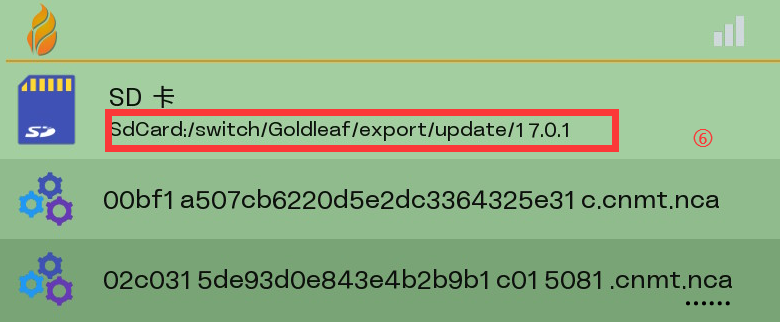 SD 卡
SdCard:/switch/Goldleaf/export/update/17.0.1
⑥
00bf1a507cb6220d5e2dc3364325e31c.cnmt.nca
02c0315de93d0e843e4b2b9b1c015081.cnmt.nca
......